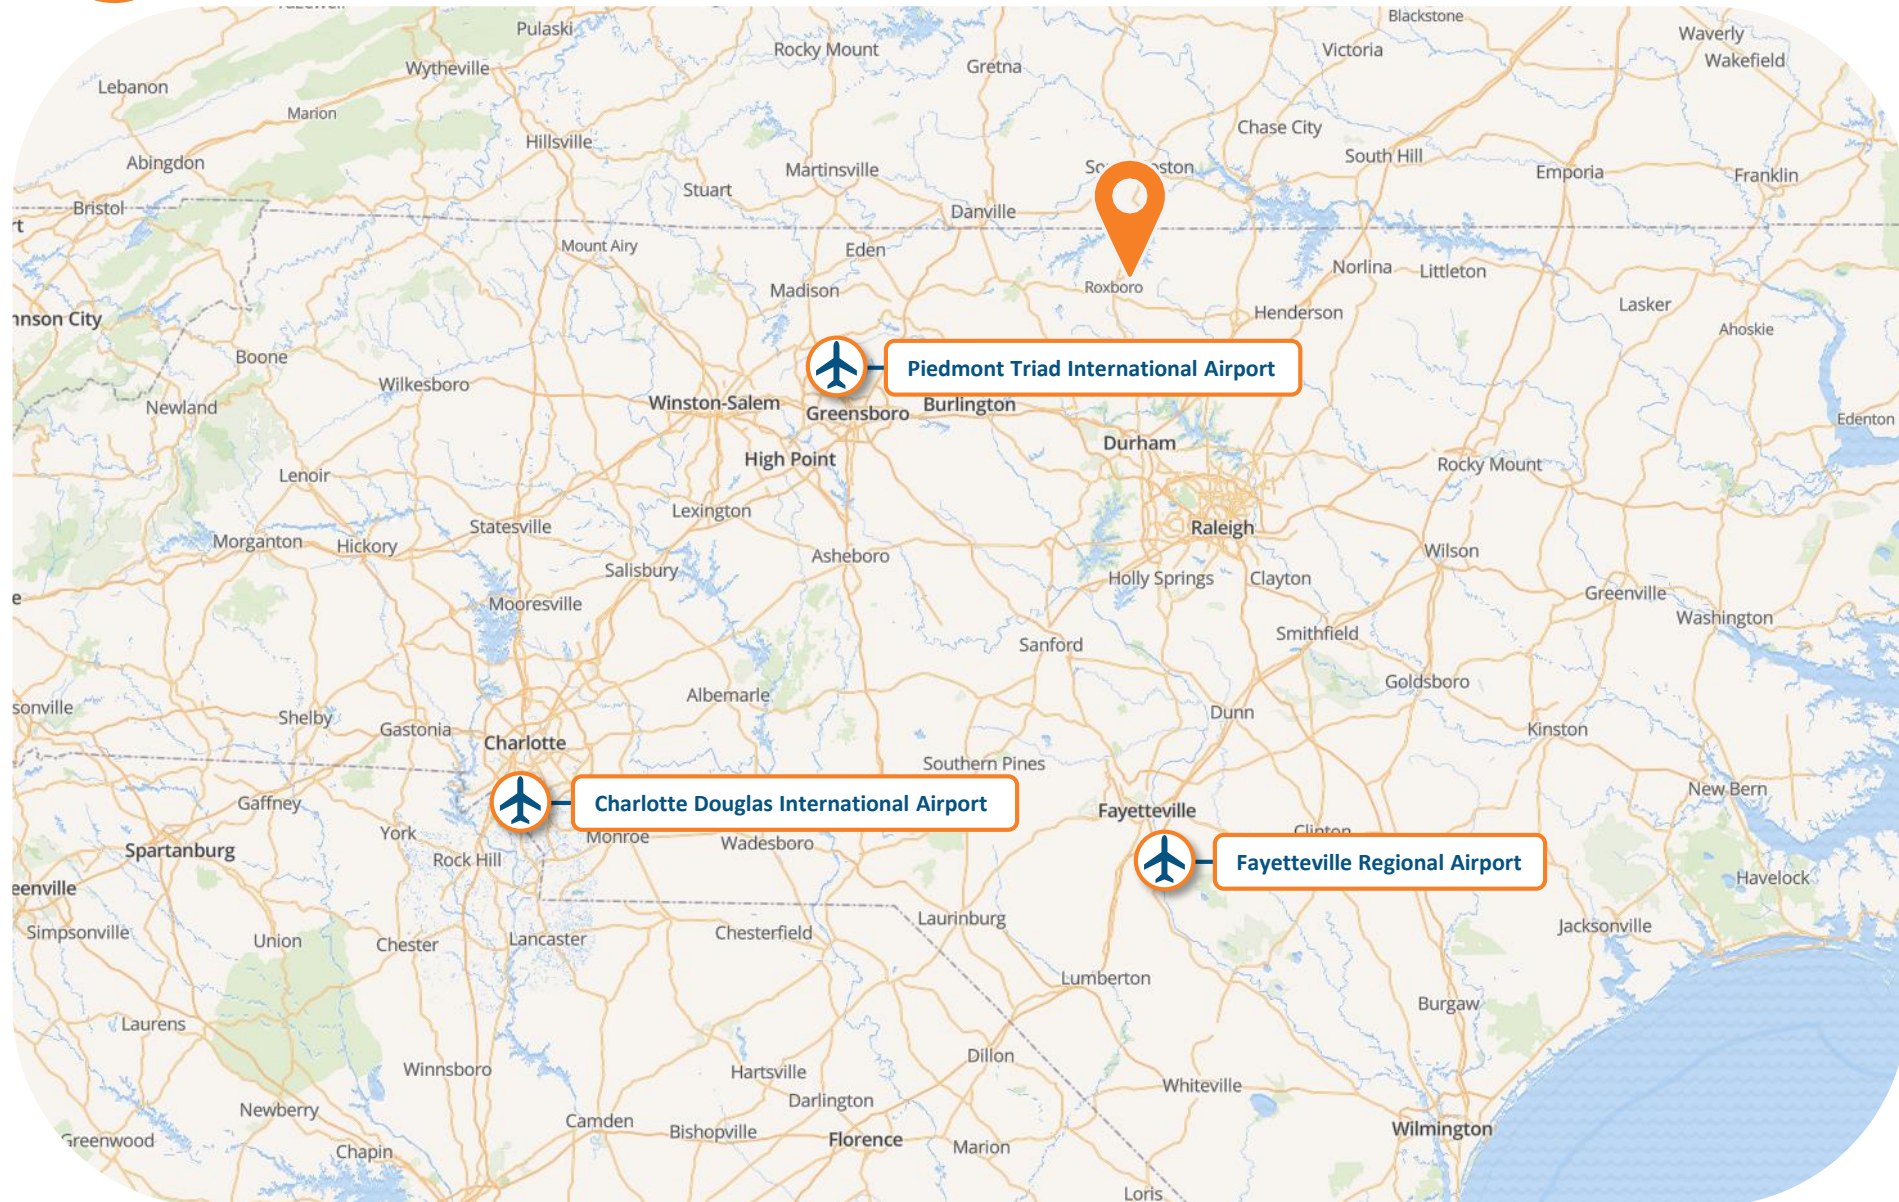 Pulaski
Blackstone
Waverly
Rocky Mount
Victoria
Wakefield
Wytheville
Gretna
Lebanon
Marion
Chase City
Hillsville
South Hill
Abingdon
Martinsville
Emporia
Franklin
Stuart
Bristol
Danville
Mount Airy
Eden
Norlina
Littleton
Madison
Roxboro
Lasker
Henderson
Ahoskie
Boone
Piedmont Triad International Airport
Wilkesboro
Newland
Winston-Salem
Greensboro
Burlington
Edenton
Durham
High Point
Rocky Mount
Lenoir
Lexington
Statesville
Raleigh
Morganton
Hickory
Asheboro
Wilson
Salisbury
Holly Springs
Clayton
Mooresville
Greenville
Washington
Smithfield
Sanford
Goldsboro
Albemarle
sonville
Shelby
Dunn
Gastonia
Kinston
Charlotte
Southern Pines
New Bern
Gaffney
Charlotte Douglas International Airport
Fayetteville
York
Monroe
Wadesboro
Clinton
Spartanburg
Rock Hill
Fayetteville Regional Airport
Havelock
eenville
Laurinburg
Simpsonville
Union
Chester
Lancaster
Chesterfield
Jacksonville
Lumberton
Burgaw
Laurens
Dillon
Winnsboro
Hartsville
Whiteville
Darlington
Newberry
Camden
Bishopville
Florence
Marion
Wilmington
Greenwood
Chapin
Loris